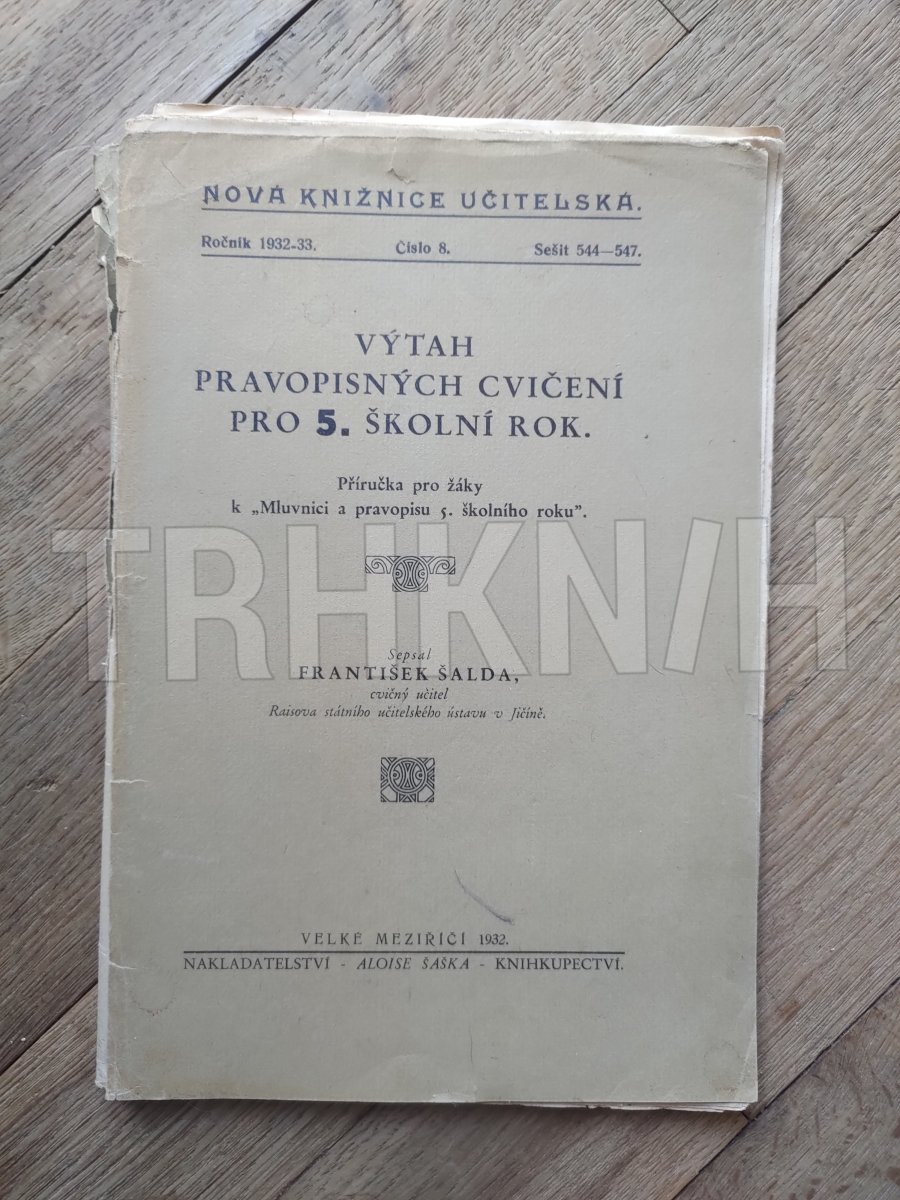 NOVÁ KNIŽNICE UČITELSKÁ.
Ročník 1932-33. Číslo 8. Sešit 544—547.
VÝTAH
PRAVOPISNÝCH CVIČENÍ
PRO 5. ŠKOLNÍ ROK.
Příručka pro žáky
k „Mluvnici a pravopisu 5. školního roku”.
TRHKNIH
Sepsal
FRANTIŠEK ŠALDA,
cvičný učitel
Raisova státního učitelského ústavu v Jičíně.
VELKÉ MEZIŘÍČÍ 1932.
NAKLADATELSTVÍ - ALOISE ŠAŠKA - KNIHKUPECTVÍ.